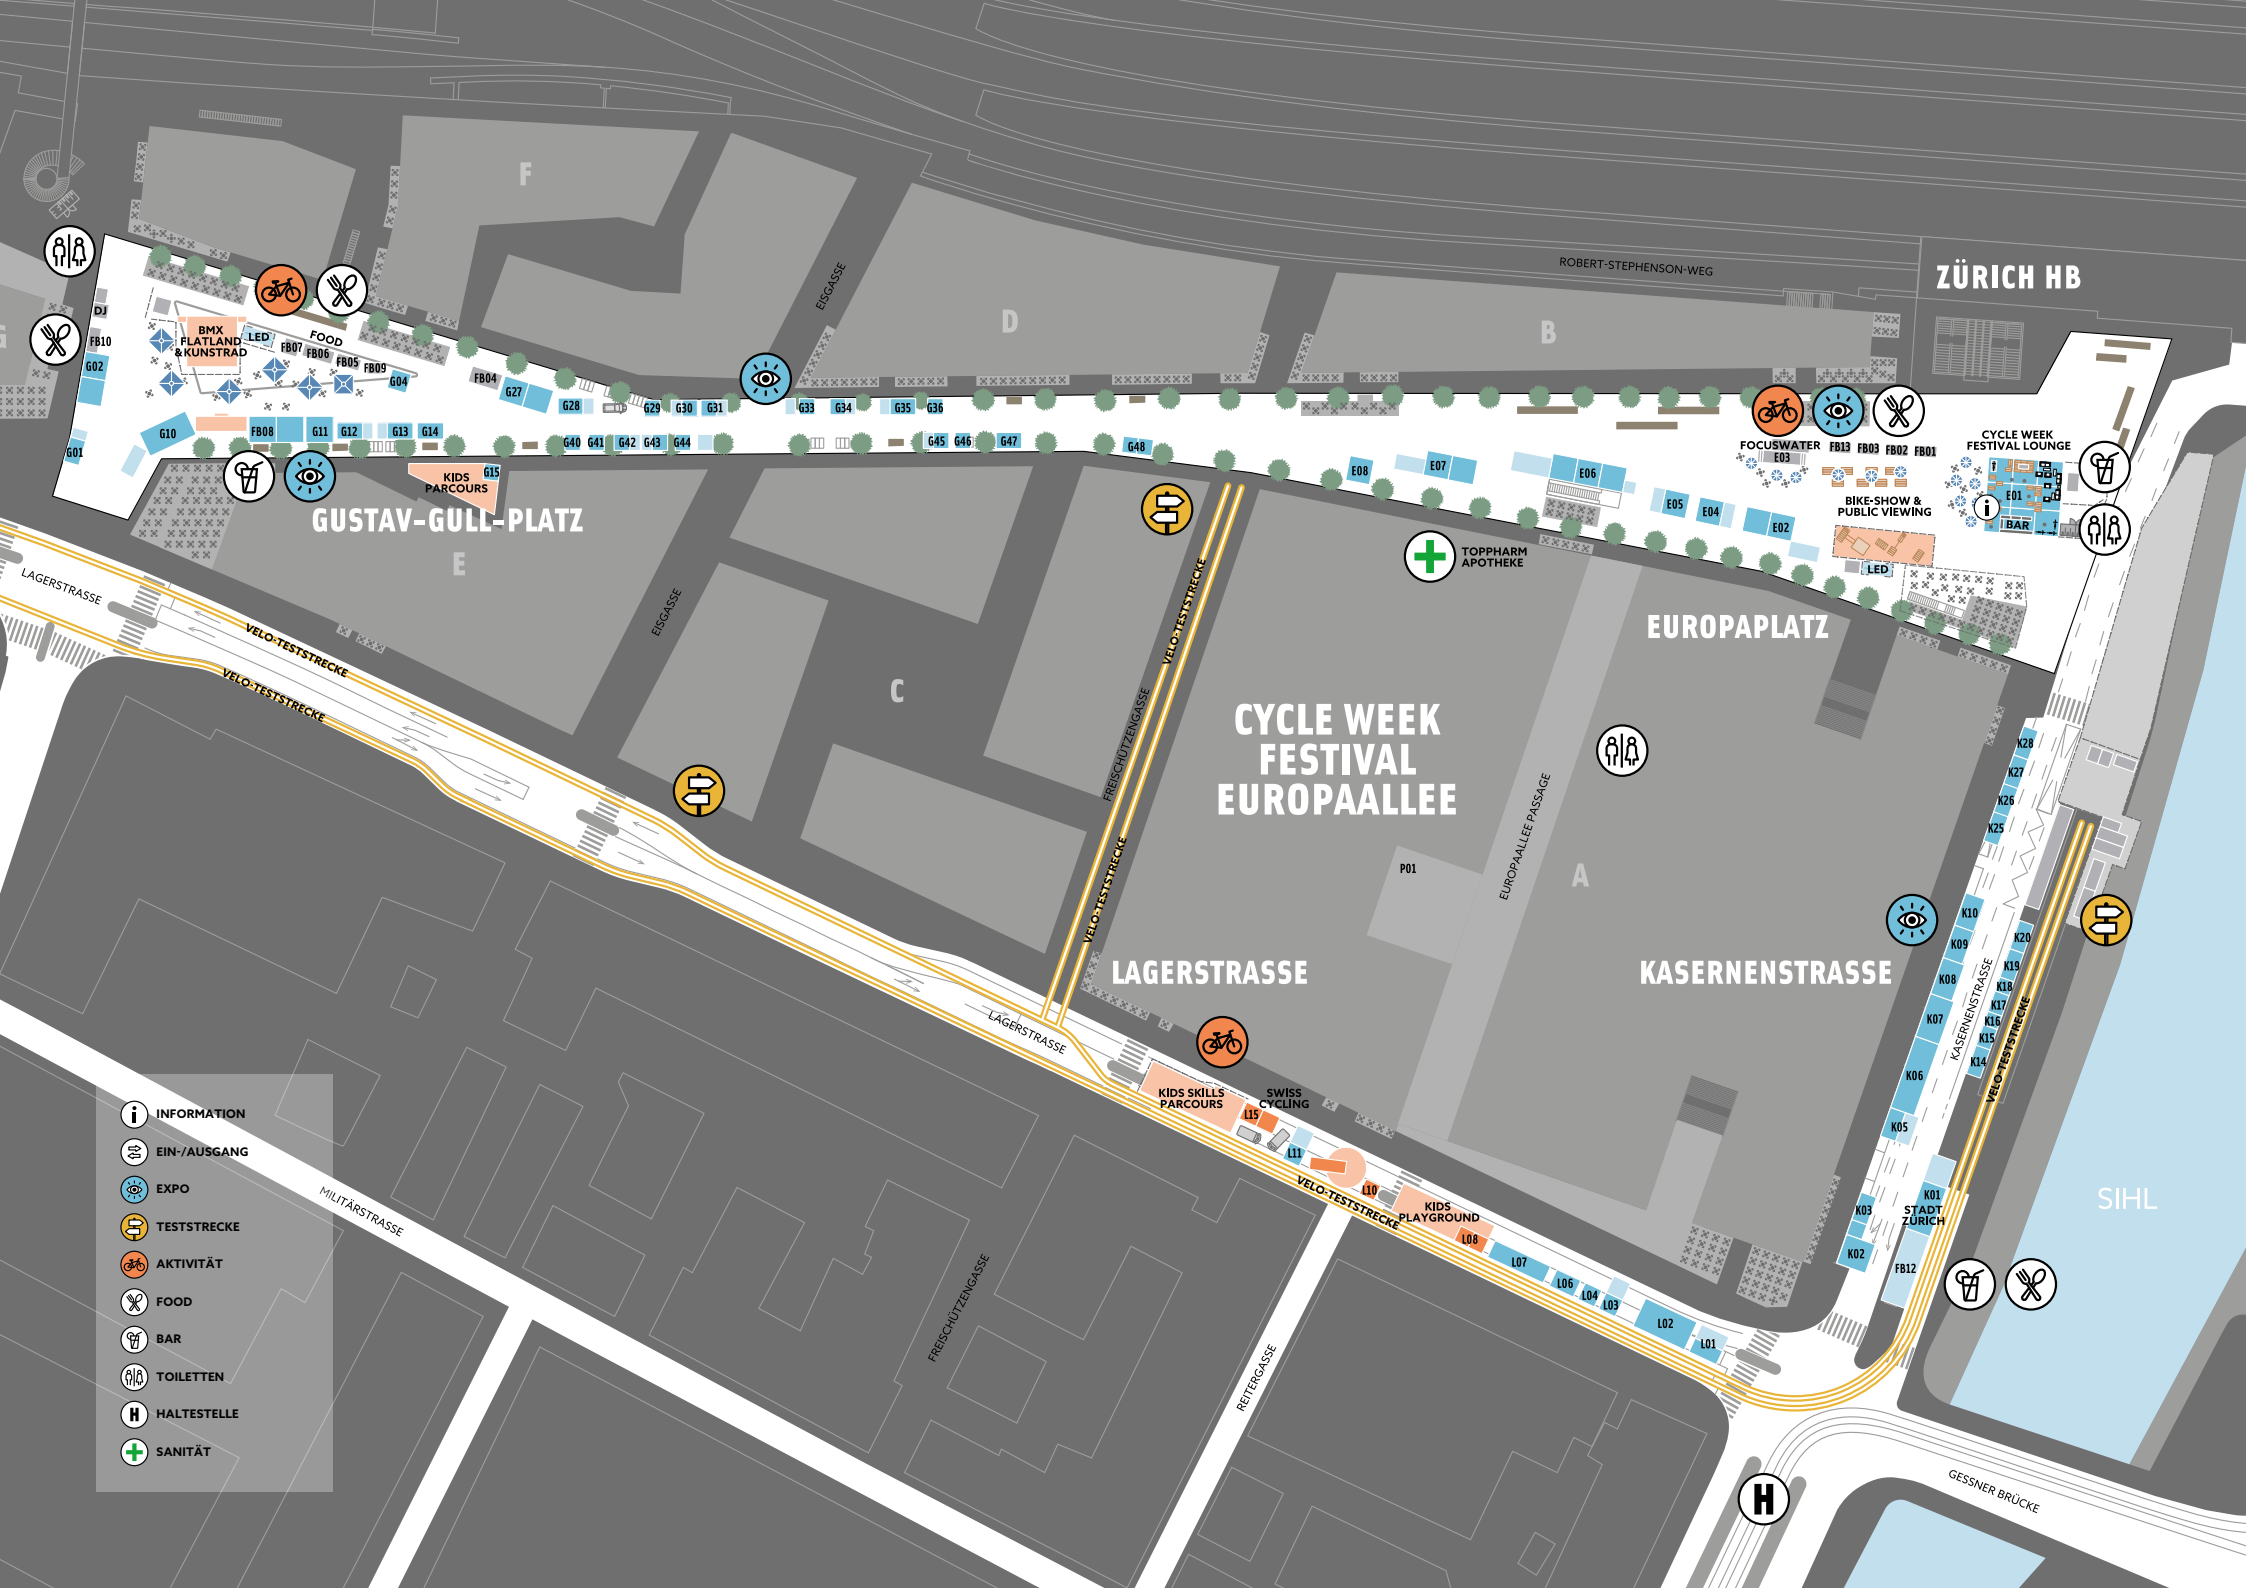 F
EISGASSE
D
B
ROBERT-STEPHENSON-WEG
ZÜRICH HB
DJ
FB10
G02
G01
G10
BMX
FLATLAND
& KUNSTRAD
LED
FOOD
FB07
FB06
FB05
FB09
G04
FB04
G27
G28
G29
G30
G31
G33
G34
G35
G36
FB08
G11
G12
G13
G14
G15
KIDS
PARCOURS
G40
G41
G42
G43
G44
G45
G46
G47
G48
GUSTAV-GULL-PLATZ
E
EISGASSE
C
E08
E07
E06
E05
E04
E02
FOCUSWATER
E03
FB13
FB03
FB02
FB01
CYCLE WEEK
FESTIVAL LOUNGE
E01
BAR
i
BIKE-SHOW &
PUBLIC VIEWING
LED
TOPPHARM
APOTHEKE
EUROPAPLATZ
LAGERSTRASSE
VELO-TESTSTRECKE
VELO-TESTSTRECKE
VELO-TESTSTRECKE
FREISCHÜTZENGASSE
VELO-TESTSTRECKE
CYCLE WEEK
FESTIVAL
EUROPAALLEE
P01
EUROPAALLEE PASSAGE
A
LAGERSTRASSE
KASERNENSTRASSE
K28
K27
K26
K25
K10
K09
K08
K07
K06
K05
K03
K02
K20
K19
K18
K17
K16
K15
K14
KASERNENSTRASSE
VELO-TESTSTRECKE
K01
STADT
ZÜRICH
FB12
SIHL
LAGERSTRASSE
KIDS SKILLS
PARCOURS
L15
SWISS
CYCLING
L11
L10
VELO-TESTSTRECKE
KIDS
PLAYGROUND
L08
L07
L06
L04
L03
L02
L01
MILITÄRSTRASSE
FREISCHÜTZENGASSE
REITERGASSE
GESSNER BRÜCKE
H
i INFORMATION
EIN-/AUSGANG
EXPO
TESTSTRECKE
AKTIVITÄT
FOOD
BAR
TOILETTEN
H HALTESTELLE
SANITÄT